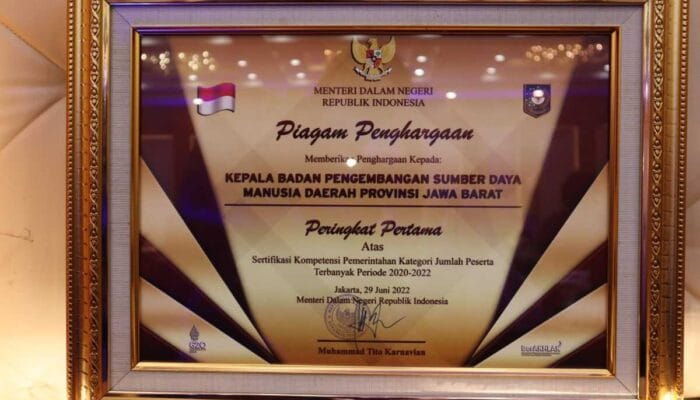 MENTERI DALAM NEGERI
REPUBLIK INDONESIA
Piagam Penghargaan
Memberikan Penghargaan Kepada:
KEPALA BADAN PENGEMBANGAN SUMBER DAYA
MANUSIA DAERAH PROVINSI JAWA BARAT
Peringkat Pertama
Atas
Sertifikasi Kompetensi Pemerintahan Kategori Jumlah Peserta
Terbanyak Periode 2020-2022
Jakarta, 29 Juni 2022
Menteri Dalam Negeri Republik Indonesia
Muhammad Tito Karnavian
G20
BerAKHLAK